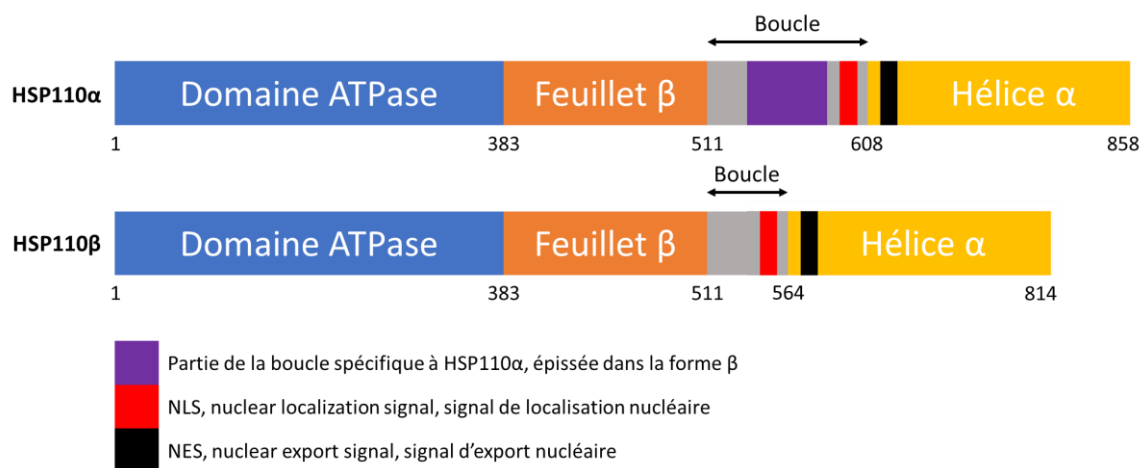 Boucle
HSP110α
Domaine ATPase Feuillet β Hélice α
1 383 511 608 858
Boucle
HSP110β
Domaine ATPase Feuillet β Hélice α
1 383 511 564 814
Partie de la boucle spécifique à HSP110α, épissée dans la forme β
NLS, nuclear localization signal, signal de localisation nucléaire
NES, nuclear export signal, signal d'export nucléaire